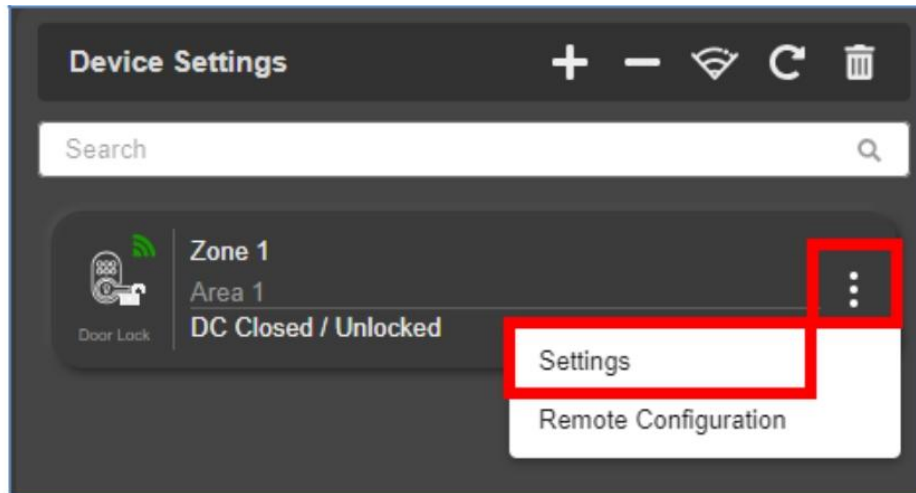 Device Settings
Search
Zone 1
Area 1
Door Lock
DC Closed / Unlocked
Settings
Remote Configuration